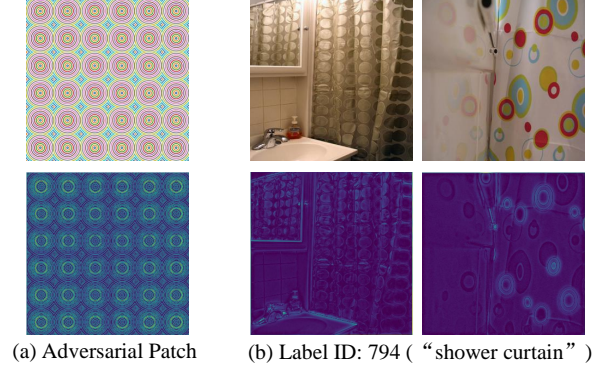 (a) Adversarial Patch
(b) Label ID: 794 (“shower curtain”)